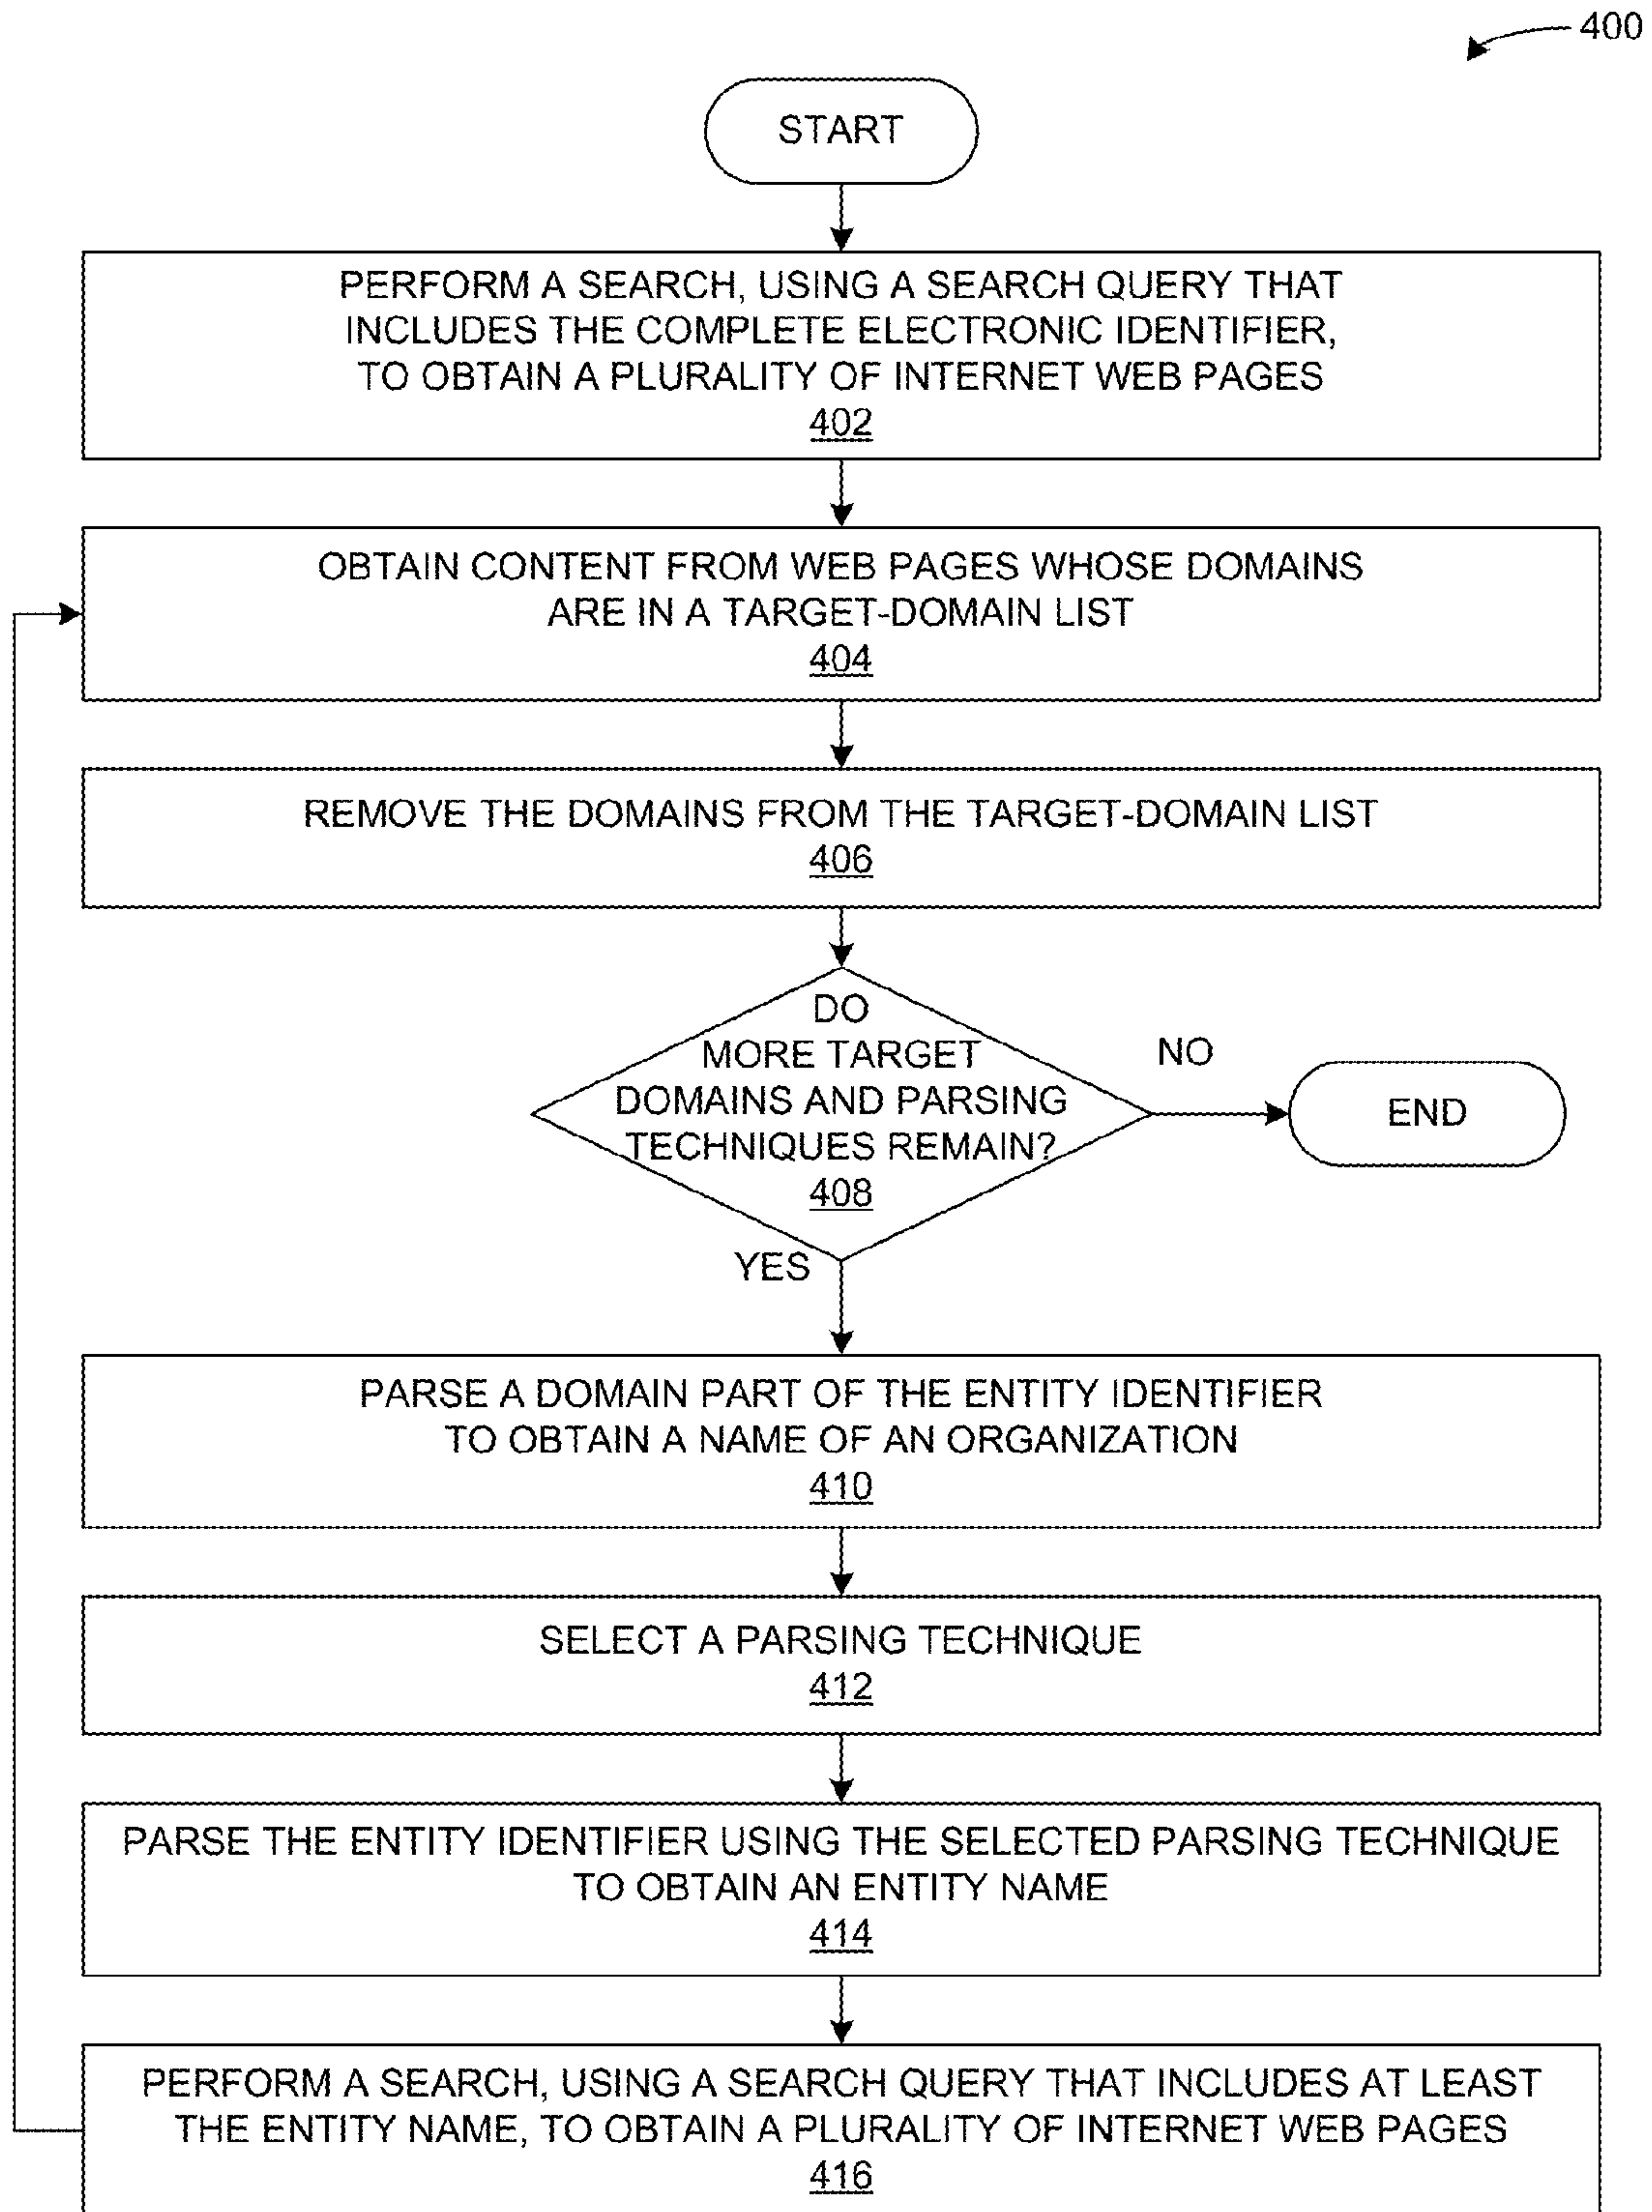 400
START
PERFORM A SEARCH, USING A SEARCH QUERY THAT
INCLUDES THE COMPLETE ELECTRONIC IDENTIFIER,
TO OBTAIN A PLURALITY OF INTERNET WEB PAGES
402
OBTAIN CONTENT FROM WEB PAGES WHOSE DOMAINS
ARE IN A TARGET-DOMAIN LIST
404
REMOVE THE DOMAINS FROM THE TARGET-DOMAIN LIST
406
DO
MORE TARGET
DOMAINS AND PARSING
TECHNIQUES REMAIN?
408
NO
END
YES
PARSE A DOMAIN PART OF THE ENTITY IDENTIFIER
TO OBTAIN A NAME OF AN ORGANIZATION
410
SELECT A PARSING TECHNIQUE
412
PARSE THE ENTITY IDENTIFIER USING THE SELECTED PARSING TECHNIQUE
TO OBTAIN AN ENTITY NAME
414
PERFORM A SEARCH, USING A SEARCH QUERY THAT INCLUDES AT LEAST
THE ENTITY NAME, TO OBTAIN A PLURALITY OF INTERNET WEB PAGES
416